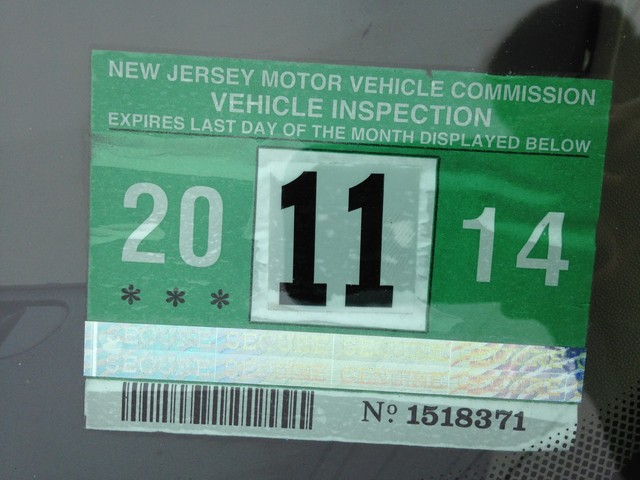 NEW JERSEY MOTOR VEHICLE COMMISSION
VEHICLE INSPECTION
EXPIRES LAST DAY OF THE MONTH DISPLAYED BELOW
20 11 14
* * *
No 1518371